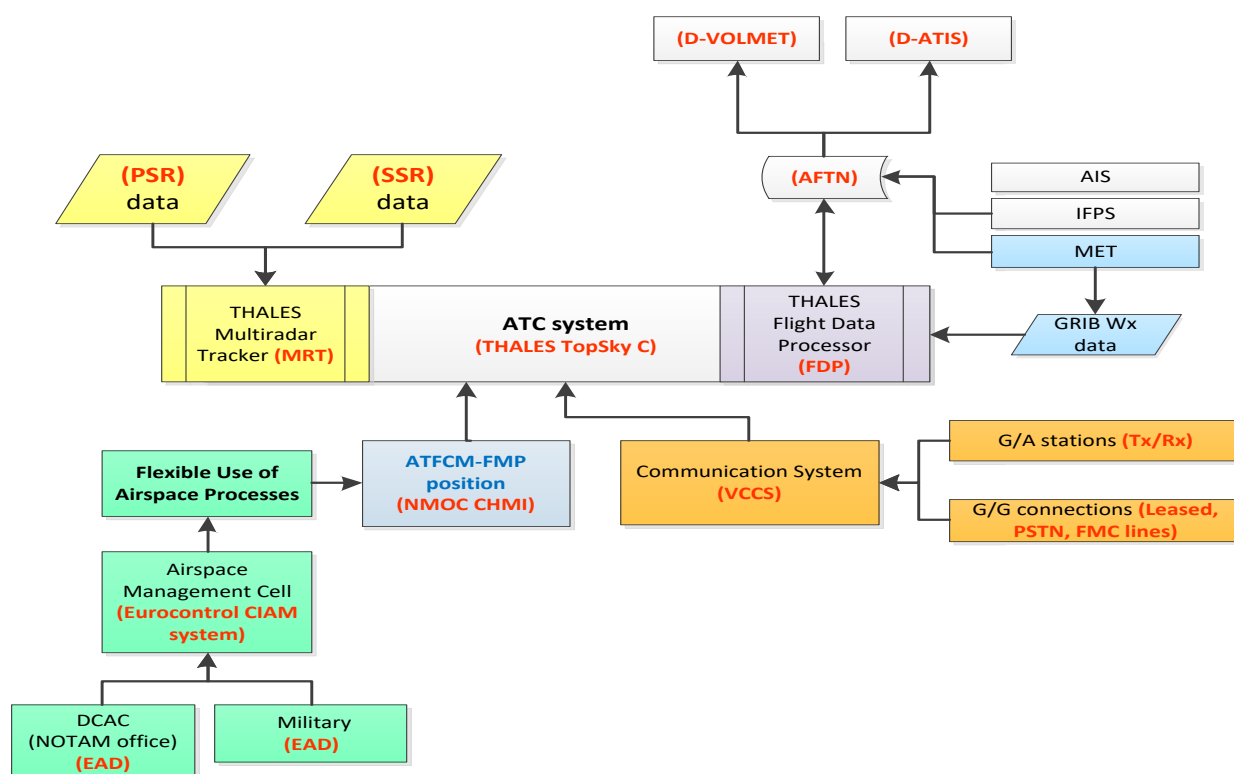 (D-VOLMET)
(D-ATIS)
(PSR)
data
(SSR)
data
(AFTN)
AIS
IFPS
MET
THALES
Multiradar
Tracker (MRT)
ATC system
(THALES TopSky C)
THALES
Flight Data
Processor
(FDP)
GRIB Wx
data
Flexible Use of
Airspace Processes
ATFCM-FMP
position
(NMOC CHMI)
Communication System
(VCCS)
G/A stations (Tx/Rx)
G/G connections (Leased,
PSTN, FMC lines)
Airspace
Management Cell
(Eurocontrol CIAM
system)
DCAC
(NOTAM office)
(EAD)
Military
(EAD)